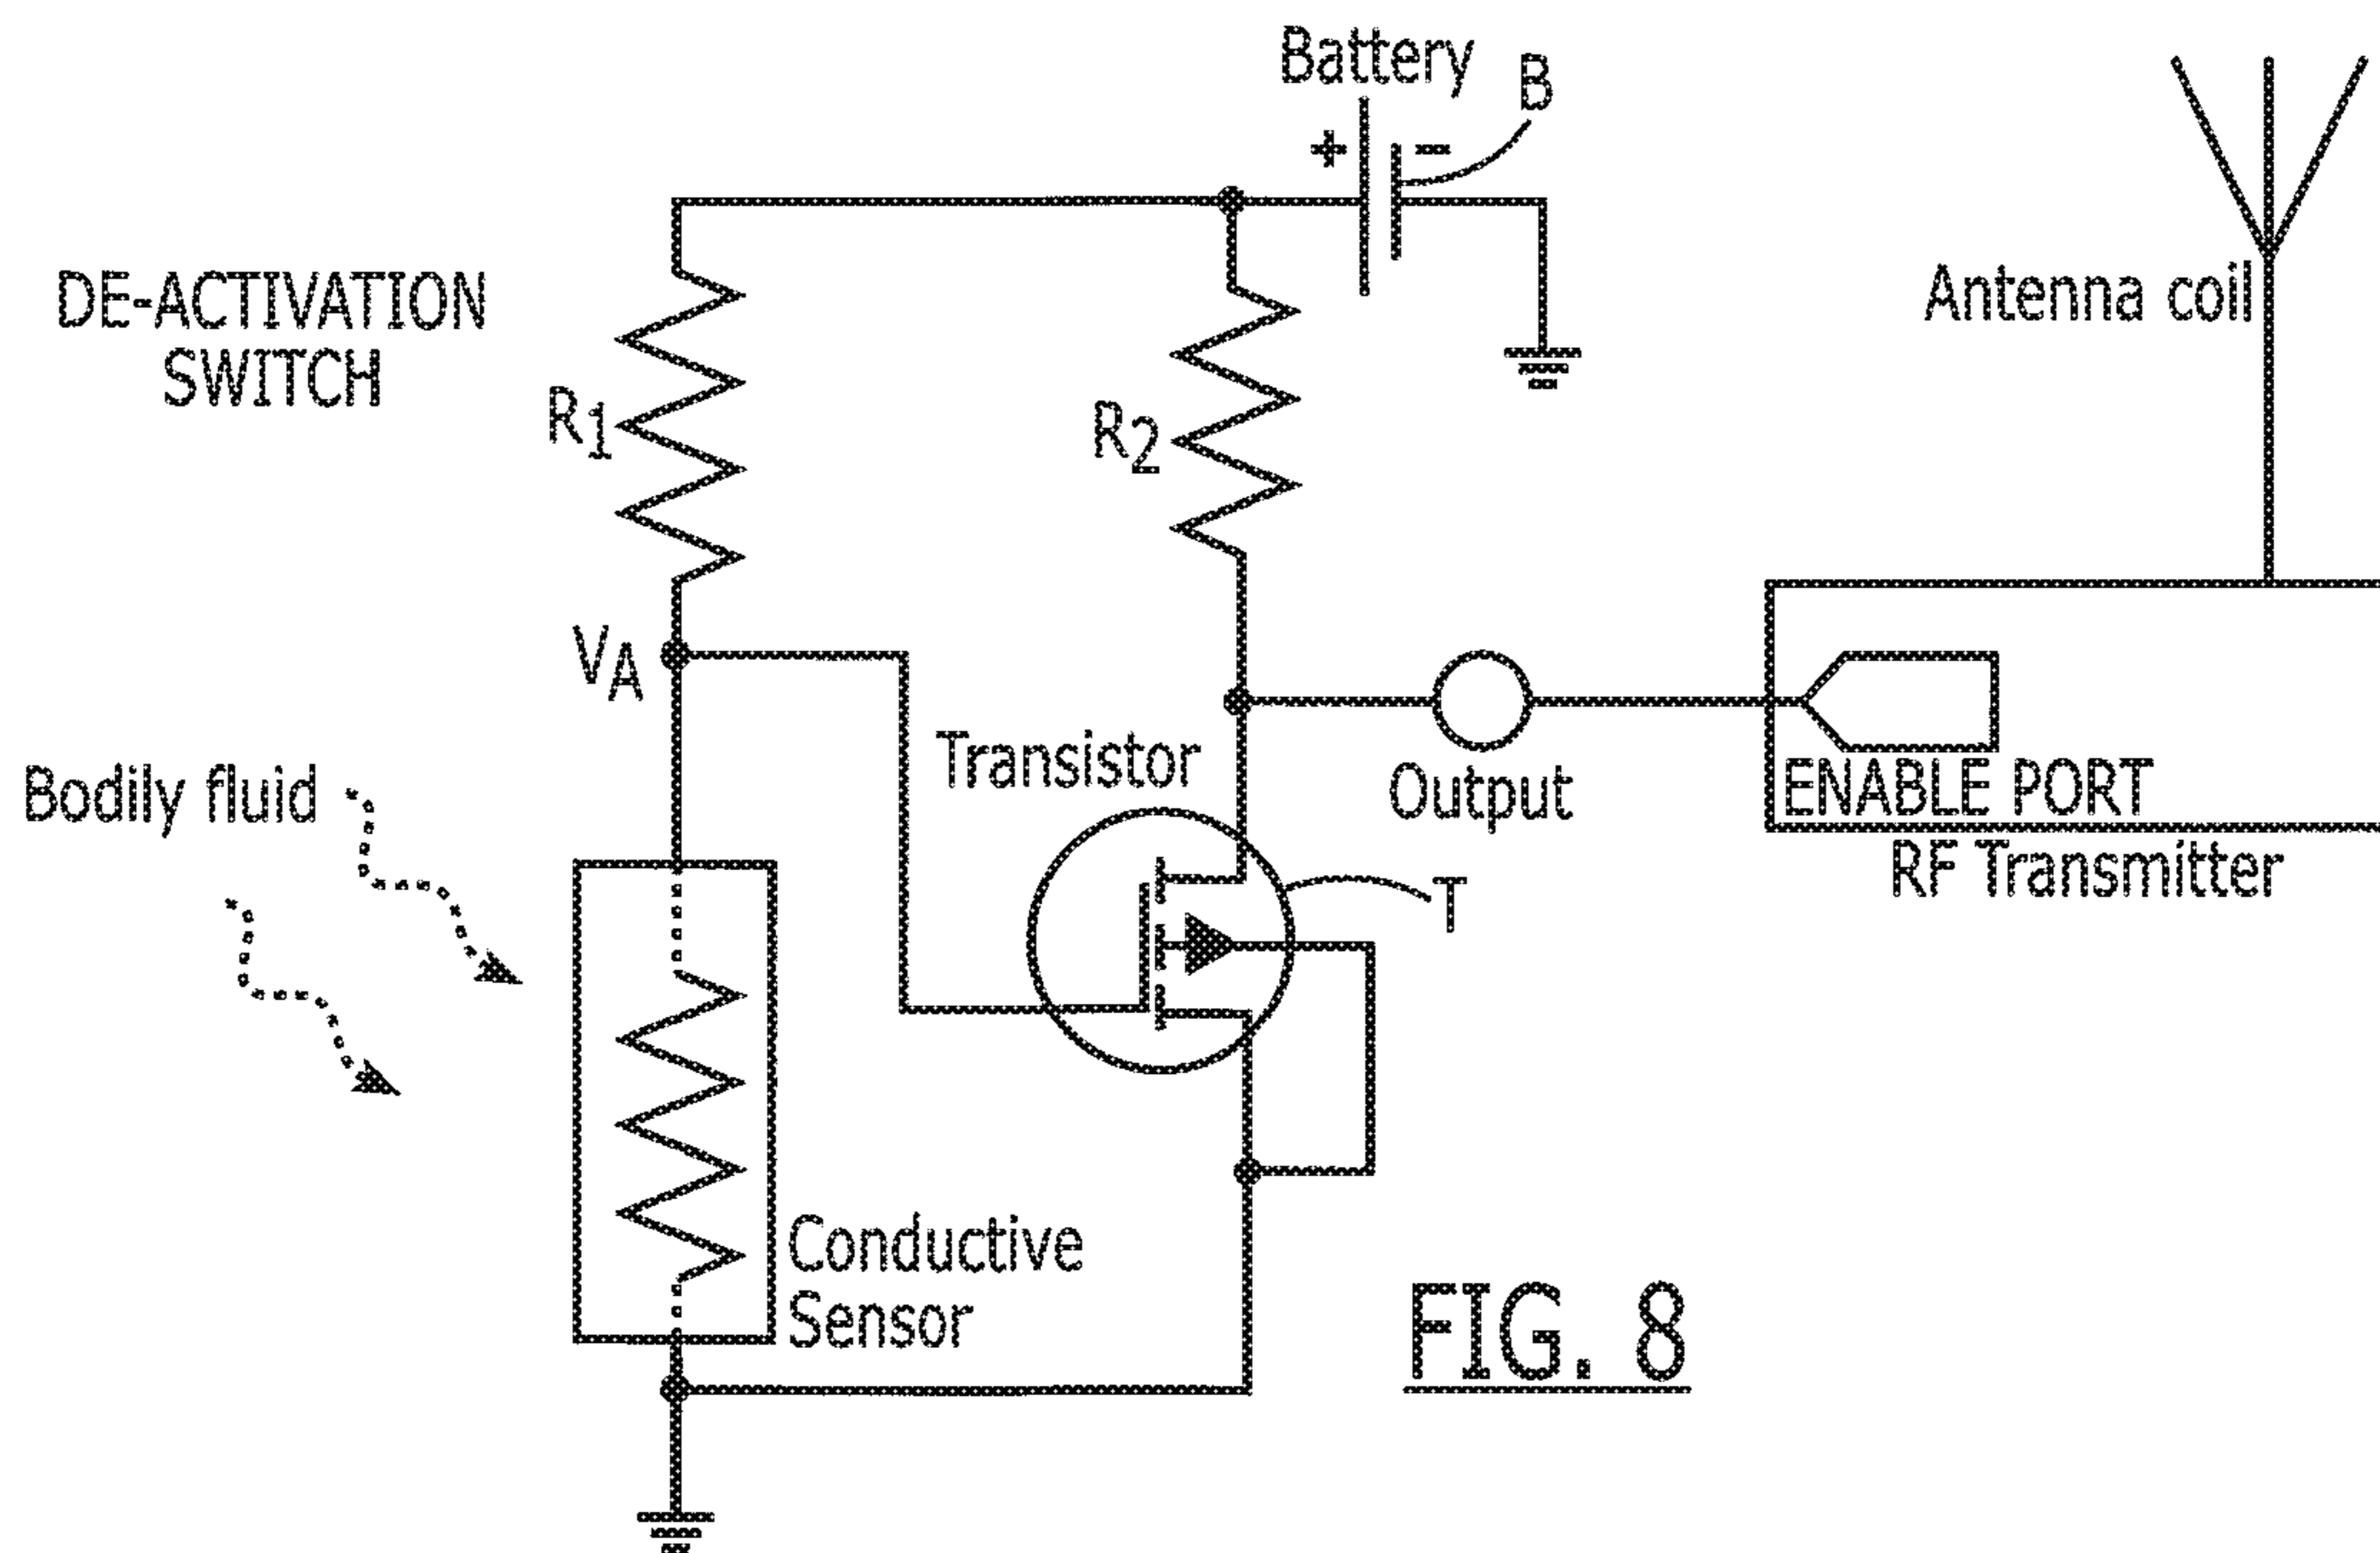 Battery
B
+
-
DE-ACTIVATION
SWITCH
R1
R2
Antenna coil
VA
Transistor
Bodily fluid
Output
ENABLE PORT
RF Transmitter
T
Conductive
Sensor
FIG. 8